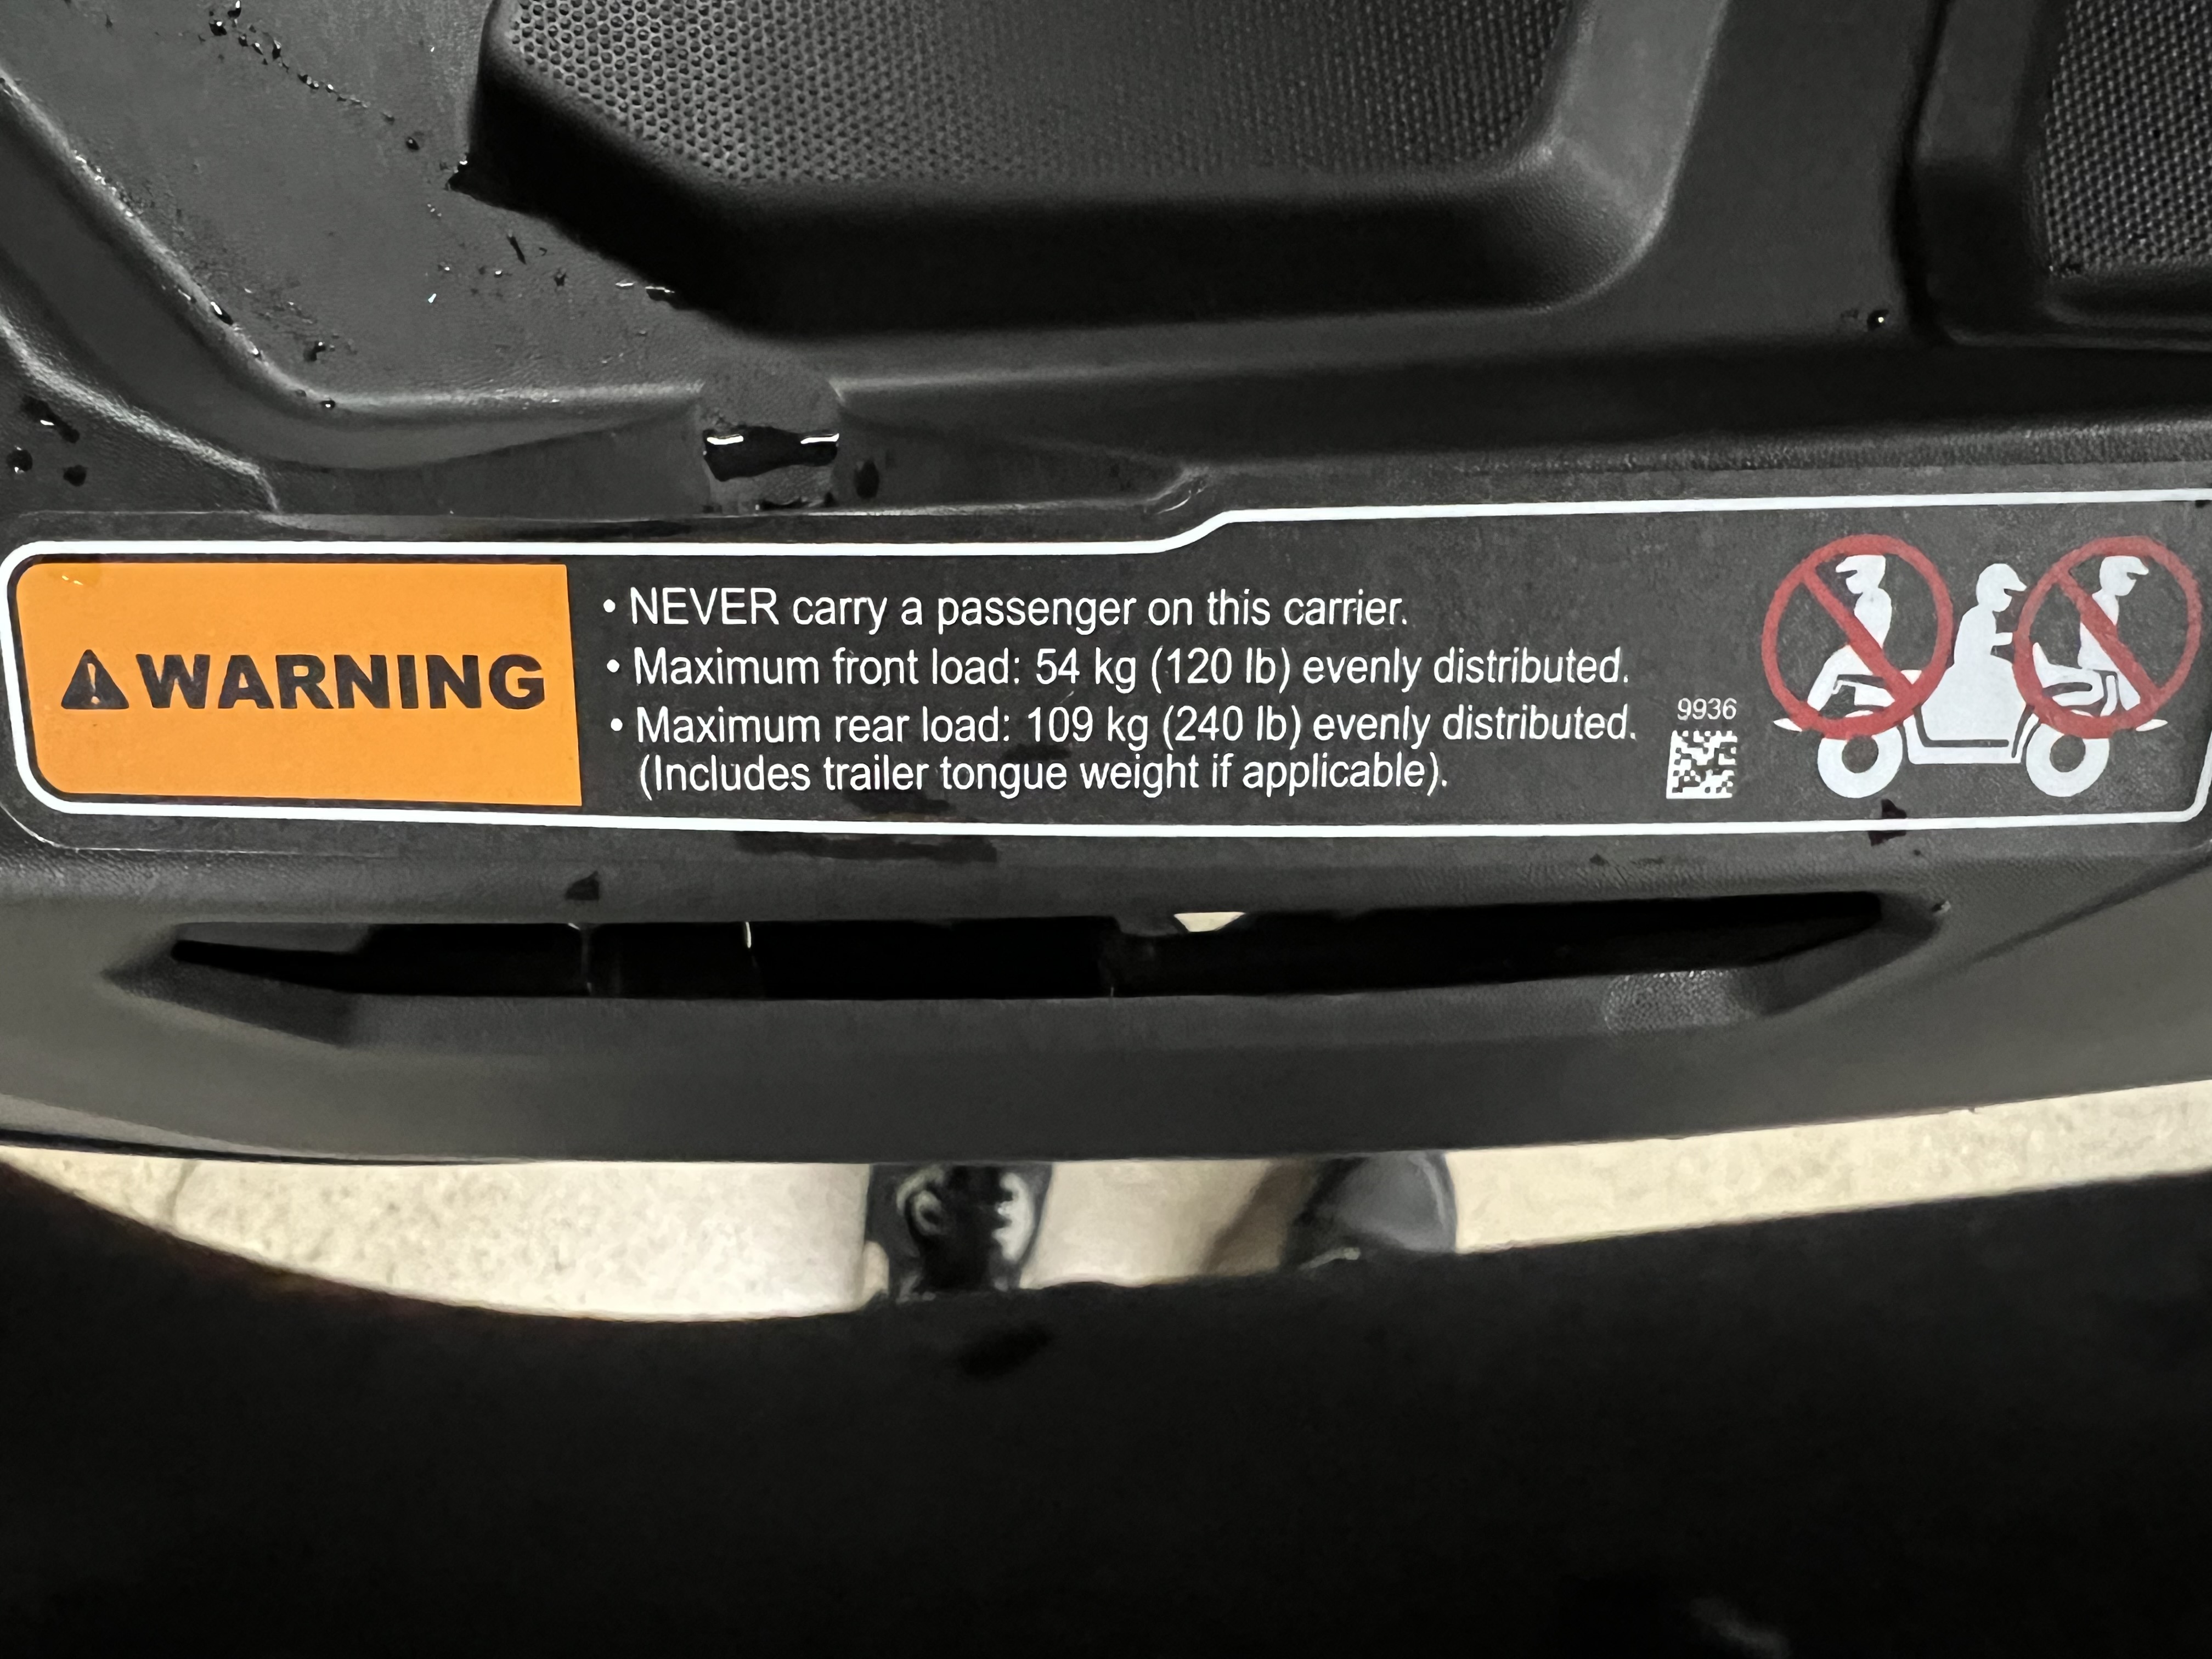 WARNING
• NEVER carry a passenger on this carrier.
• Maximum front load: 54 kg (120 lb) evenly distributed.
• Maximum rear load: 109 kg (240 lb) evenly distributed.
(Includes trailer tongue weight if applicable).
9936